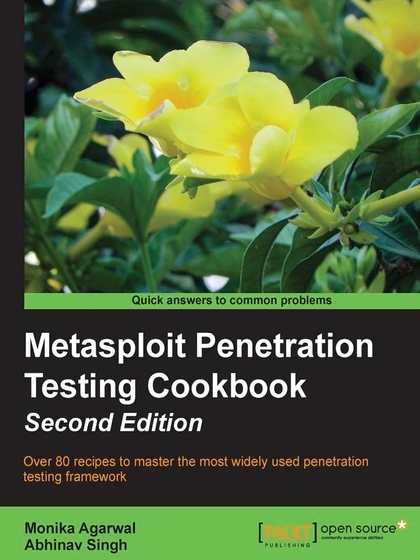 Quick answers to common problems
Metasploit Penetration
Testing Cookbook
Second Edition
Over 80 recipes to master the most widely used penetration
testing framework
Monika Agarwal
Abhinav Singh
[PACKT]
PUBLISHING
open source*
community experience distilled